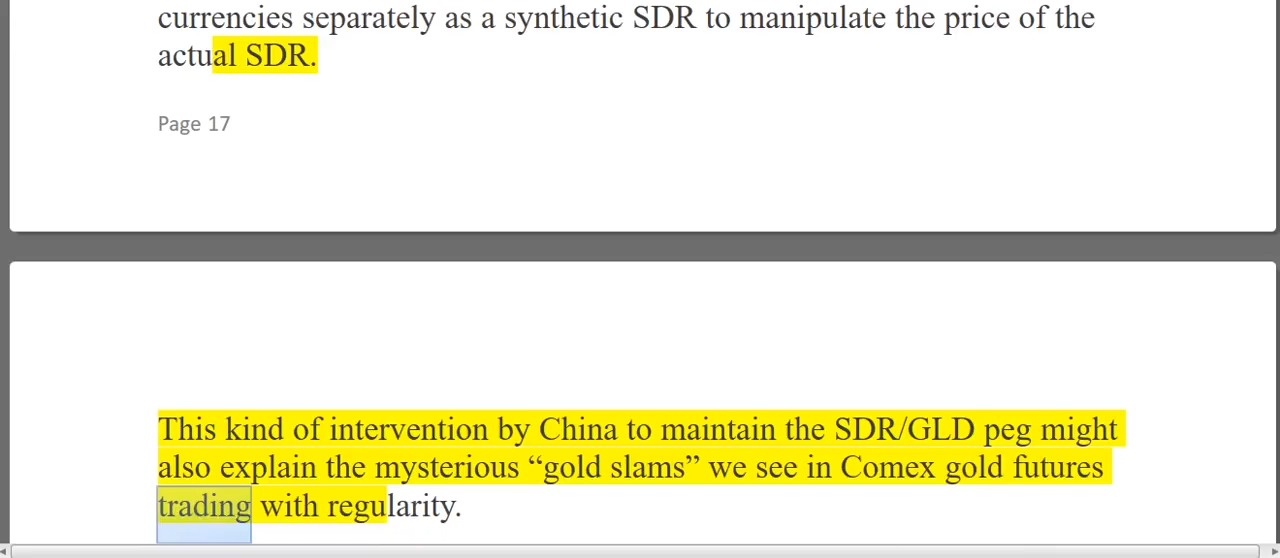 currencies separately as a synthetic SDR to manipulate the price of the
actual SDR.
Page 17
This kind of intervention by China to maintain the SDR/GLD peg might
also explain the mysterious “gold slams” we see in Comex gold futures
trading with regularity.